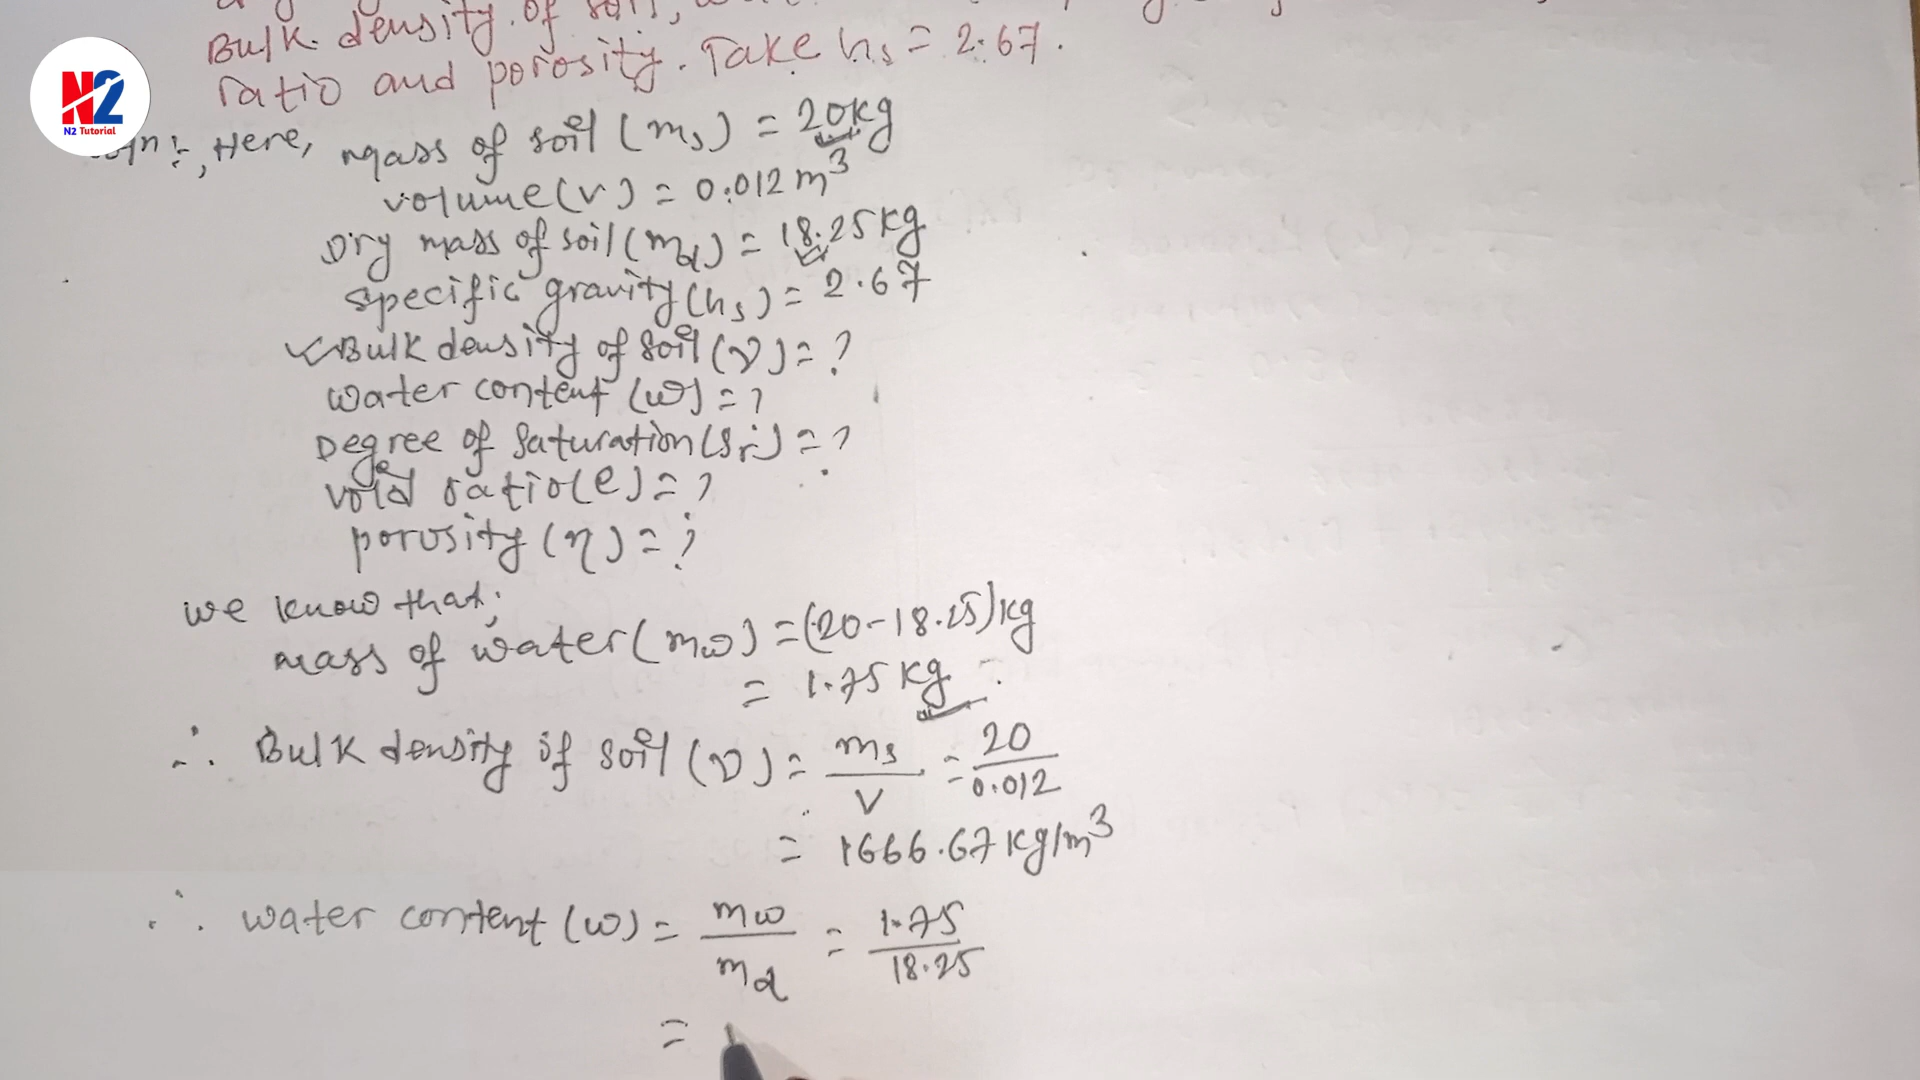 Bulk density of soil,
ratio and porosity. Take hs = 2.67.
N2
N2 Tutorial
Here, mass of soil (ms) = 20kg
volume (v) = 0.012 m³
Dry mass of soil (md) = 18.25 kg
specific gravity (hs) = 2.67
Bulk density of soil (γ) = ?
water content (w) = ?
Degree of saturation (Sr) = ?
void ratio (e) = ?
porosity (η) = ?
we know that;
mass of water (mw) = (20-18.25) kg
= 1.75 kg
∴ Bulk density if soil (γ) = ms/v = 20/0.012
= 1666.67 kg/m³
∴ water content (w) = mw/md = 1.75/18.25
=